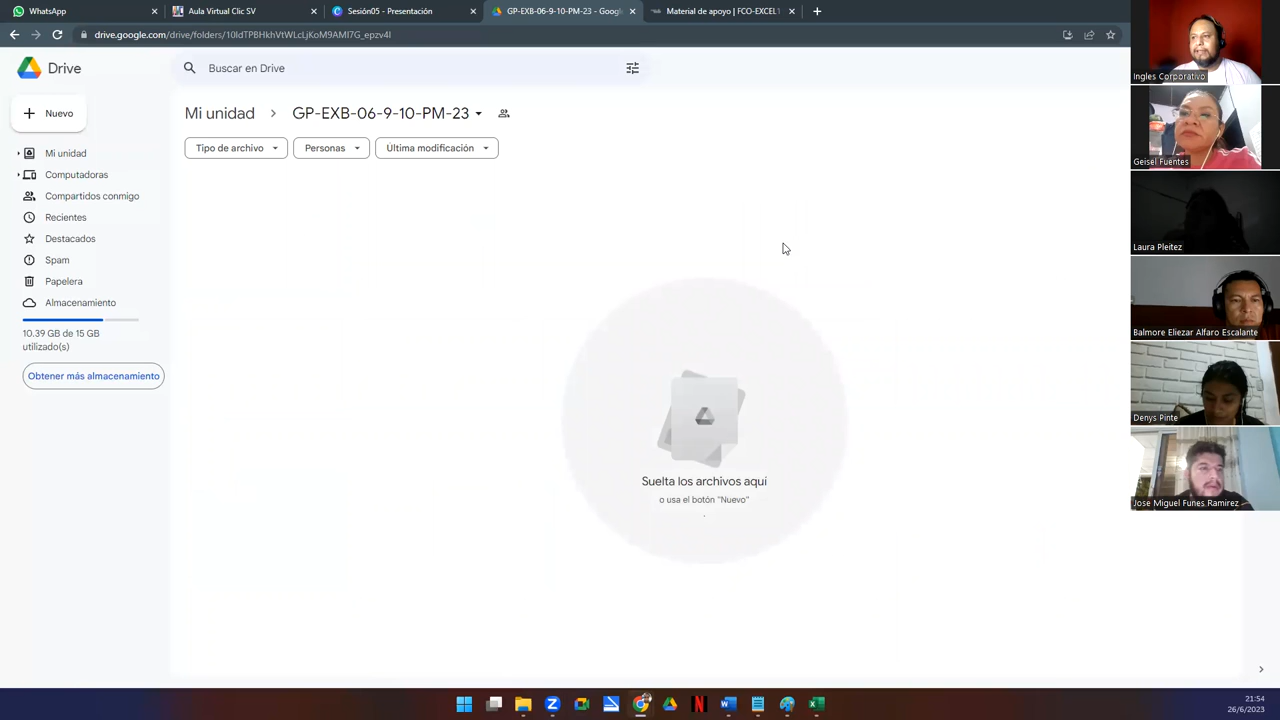 WhatsApp
Aula Virtual Clic SV
Sesión05 - Presentación
GP-EXB-06-9-10-PM-23 - Googl
Material de apoyo | FCO-EXCEL1
drive.google.com/drive/folders/10IdTPBHkhVtWLcLjKoM9AMI7G_epzv4I
Drive
Buscar en Drive
Nuevo
Mi unidad
GP-EXB-06-9-10-PM-23
Tipo de archivo
Personas
Última modificación
Mi unidad
Computadoras
Compartidos conmigo
Recientes
Destacados
Spam
Papelera
Almacenamiento
10.39 GB de 15 GB
utilizado(s)
Obtener más almacenamiento
Suelta los archivos aquí
o usa el botón "Nuevo"
.
Ingles Corporativo
Geisel Fuentes
Laura Pleitez
Balmore Eliezar Alfaro Escalante
Denys Pinte
Jose Miguel Funes Ramirez
21:54
26/6/2023